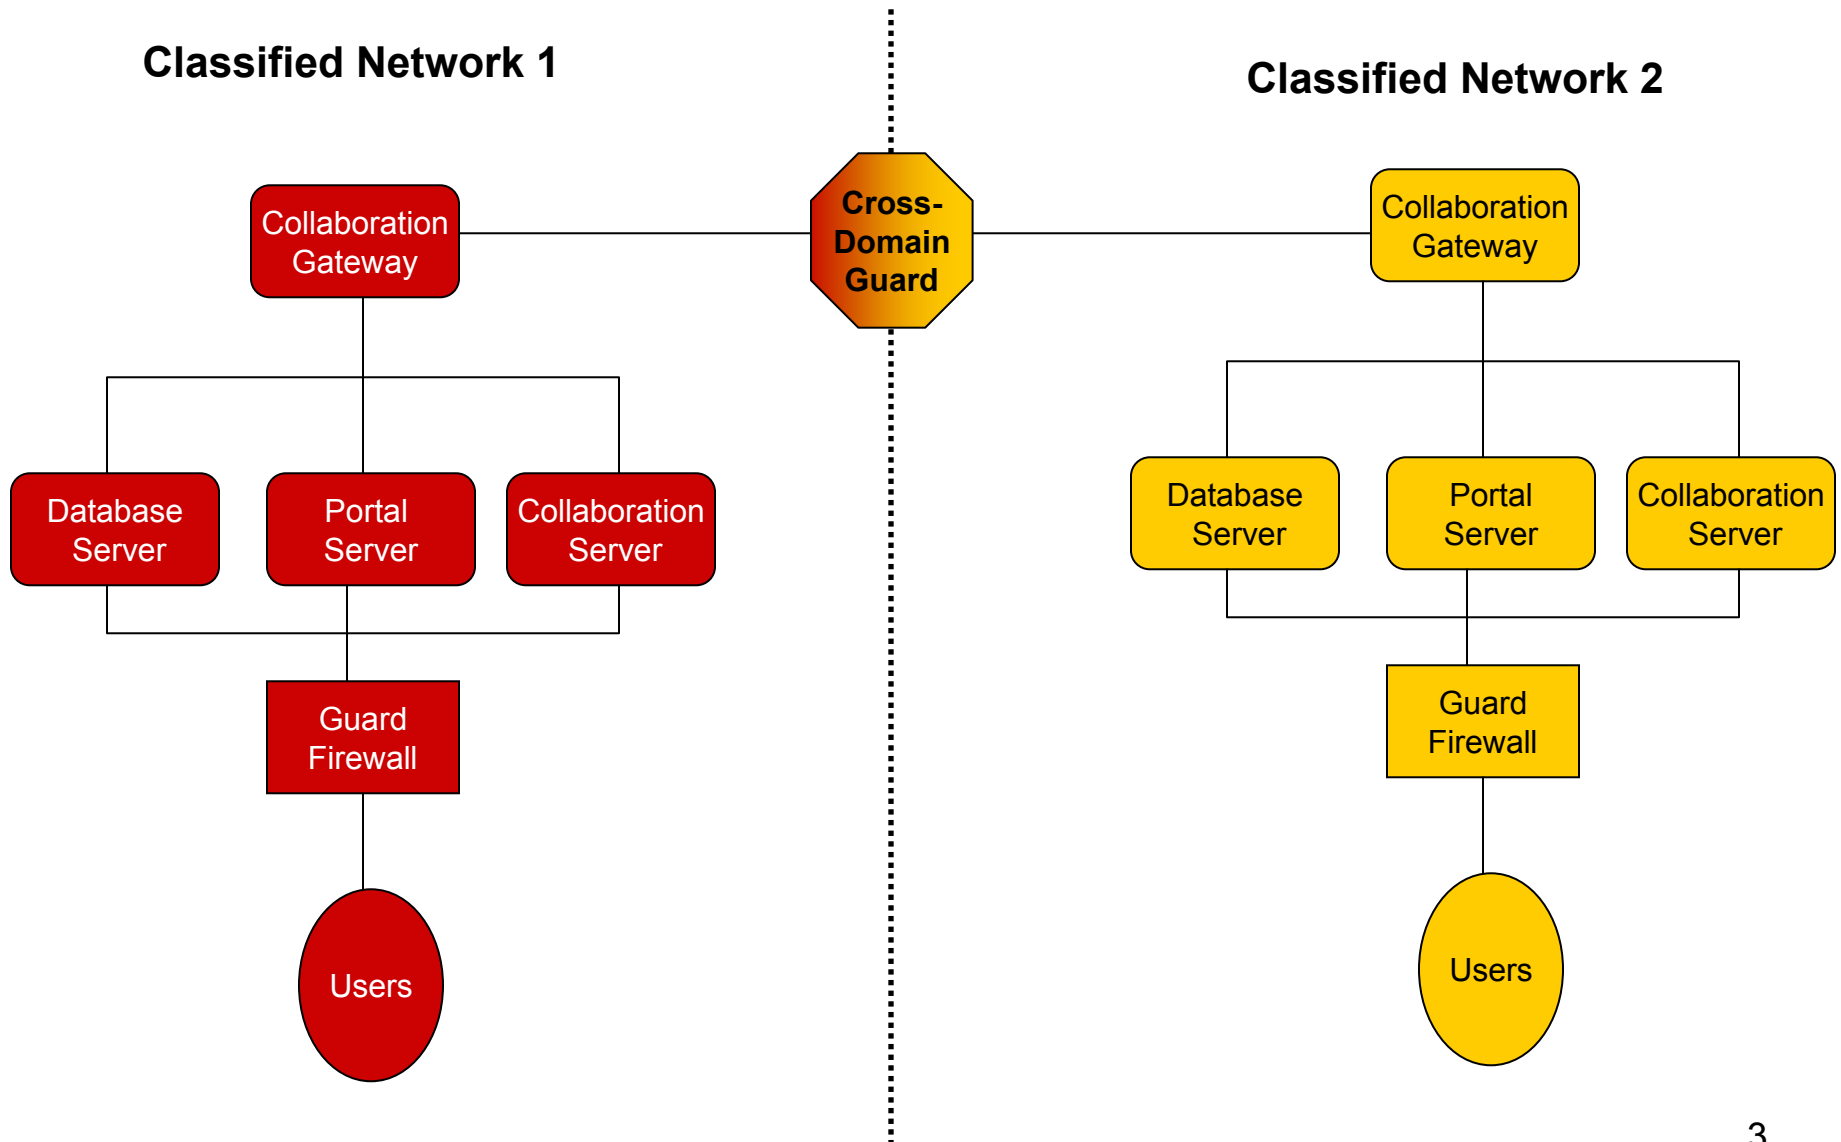 Classified Network 1
Classified Network 2
Collaboration
Gateway
Cross-
Domain
Guard
Collaboration
Gateway
Database
Server
Portal
Server
Collaboration
Server
Database
Server
Portal
Server
Collaboration
Server
Guard
Firewall
Guard
Firewall
Users
Users
3